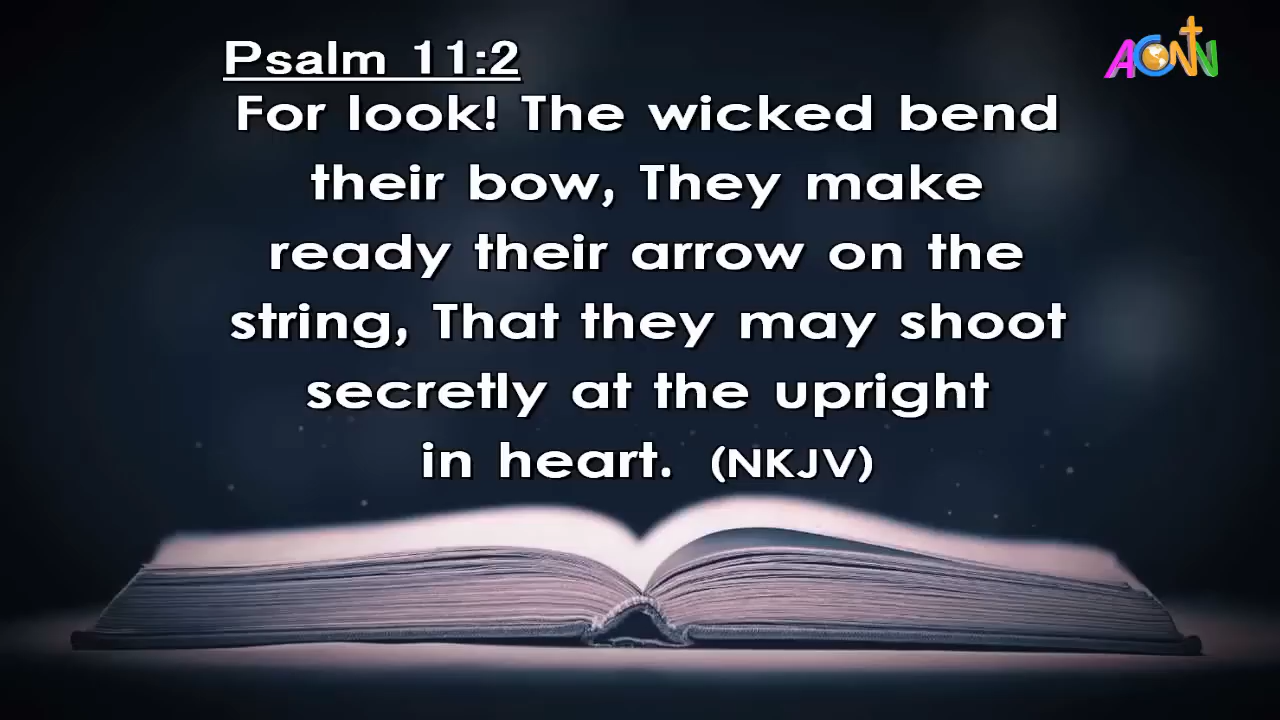 Psalm 11:2
ACNN
For look! The wicked bend
their bow, They make
ready their arrow on the
string, That they may shoot
secretly at the upright
in heart. (NKJV)